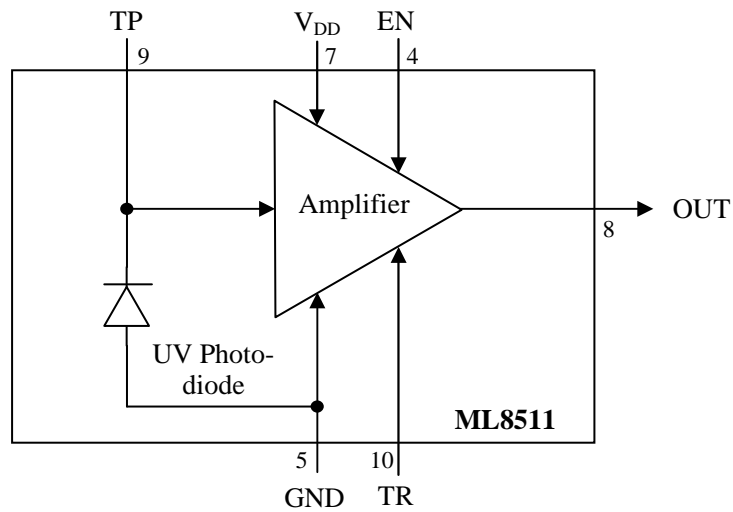 TP V_DD EN
9 7 4
Amplifier
OUT
8
UV Photo-
diode
ML8511
5 10
GND TR